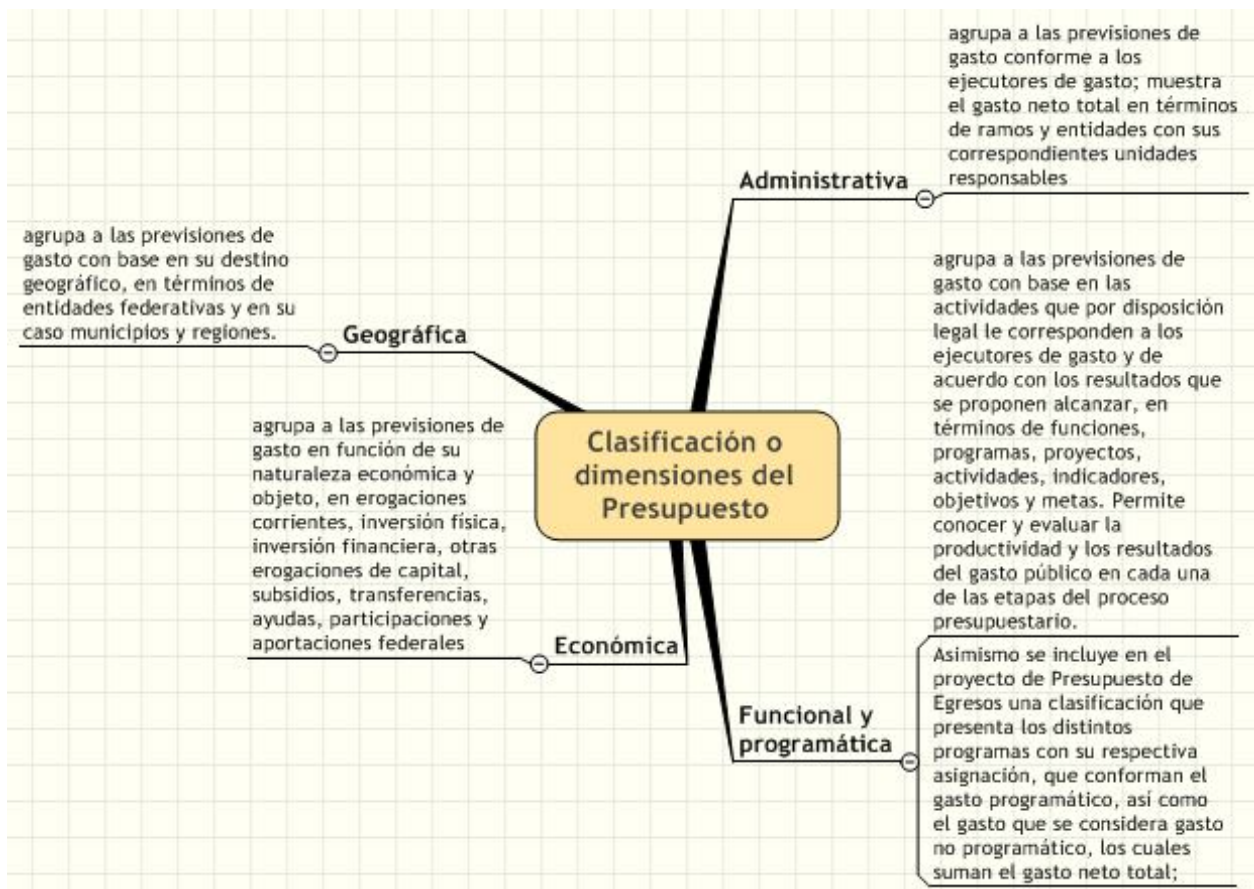 Clasificación o
dimensiones del
Presupuesto
Administrativa
agrupa a las previsiones de
gasto conforme a los
ejecutores de gasto; muestra
el gasto neto total en términos
de ramos y entidades con sus
correspondientes unidades
responsables
Funcional y
programática
agrupa a las previsiones de
gasto con base en las
actividades que por disposición
legal le corresponden a los
ejecutores de gasto y de
acuerdo con los resultados que
se proponen alcanzar, en
términos de funciones,
programas, proyectos,
actividades, indicadores,
objetivos y metas. Permite
conocer y evaluar la
productividad y los resultados
del gasto público en cada una
de las etapas del proceso
presupuestario.
Asimismo se incluye en el
proyecto de Presupuesto de
Egresos una clasificación que
presenta los distintos
programas con su respectiva
asignación, que conforman el
gasto programático, así como
el gasto que se considera gasto
no programático, los cuales
suman el gasto neto total;
Económica
agrupa a las previsiones de
gasto en función de su
naturaleza económica y
objeto, en erogaciones
corrientes, inversión física,
inversión financiera, otras
erogaciones de capital,
subsidios, transferencias,
ayudas, participaciones y
aportaciones federales
Geográfica
agrupa a las previsiones de
gasto con base en su destino
geográfico, en términos de
entidades federativas y en su
caso municipios y regiones.